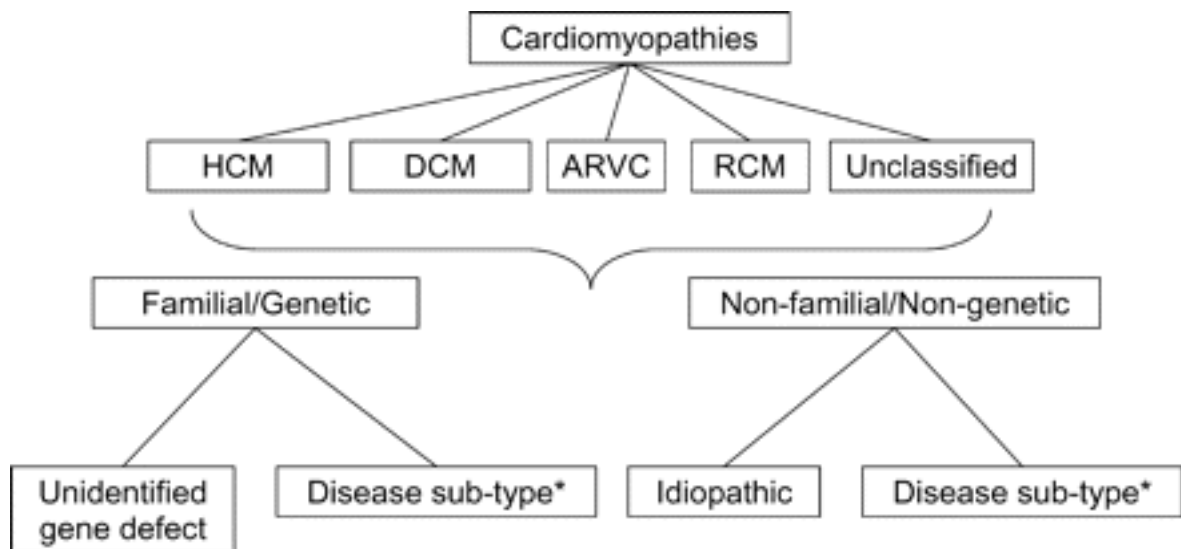 Cardiomyopathies
HCM
DCM
ARVC
RCM
Unclassified
Familial/Genetic
Non-familial/Non-genetic
Unidentified
gene defect
Disease sub-type*
Idiopathic
Disease sub-type*